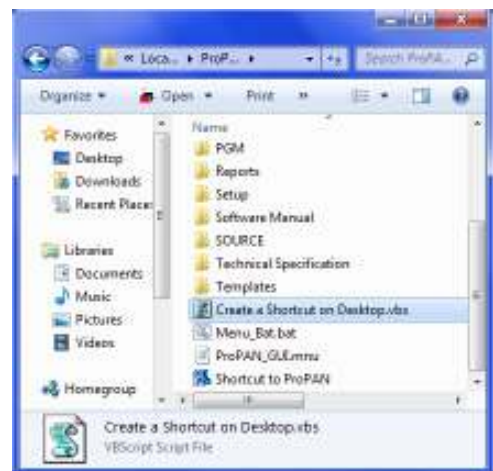 « Loca... ▸ ProP... ▸
Search ProPA...
Organize ▾ Open ▾ Print »
Favorites
Desktop
Downloads
Recent Places
Libraries
Documents
Music
Pictures
Videos
Homegroup
Name
PGM
Reports
Setup
Software Manual
SOURCE
Technical Specification
Templates
Create a Shortcut on Desktop.vbs
Menu_Bat.bat
ProPAN_GUI.mnu
Shortcut to ProPAN
Create a Shortcut on Desktop.vbs
VBScript Script File